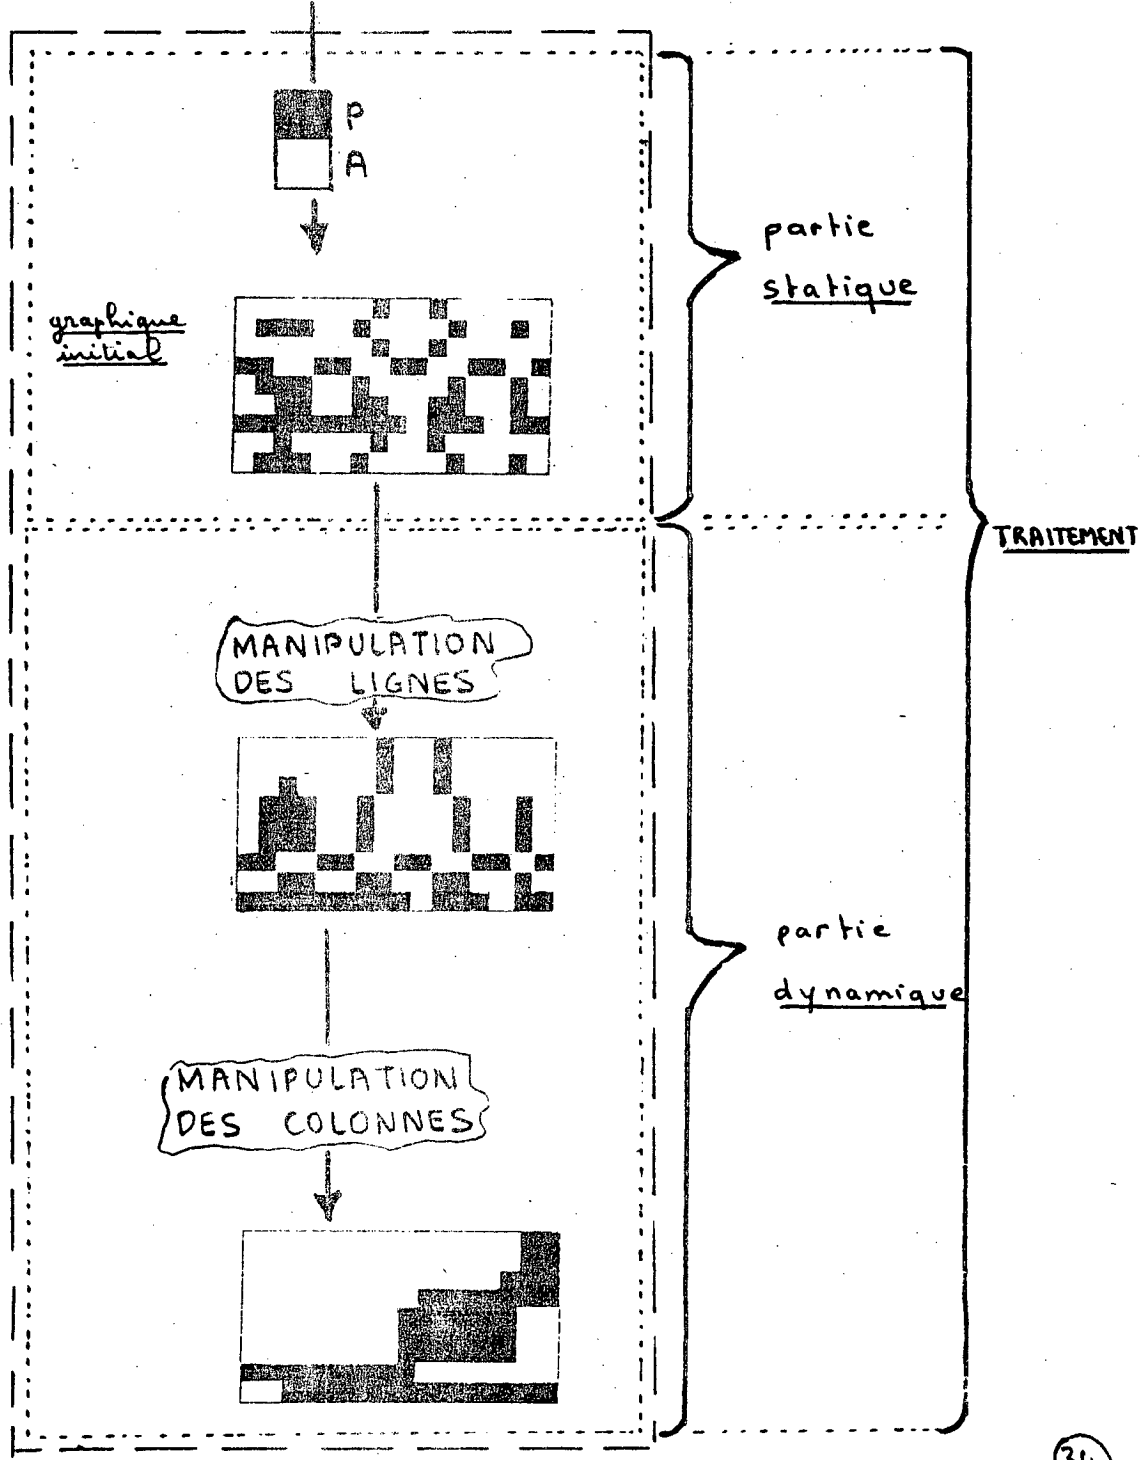 P
A
graphique
initial
partie
statique
TRAITEMENT
MANIPULATION
DES LIGNES
partie
dynamique
MANIPULATION
DES COLONNES